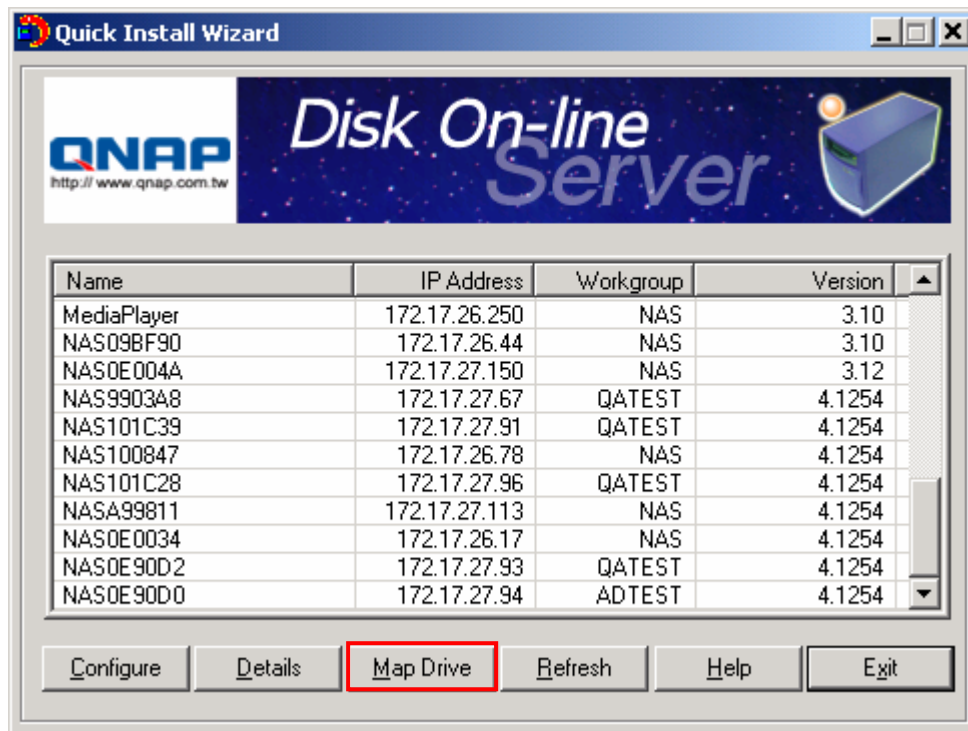 Quick Install Wizard
QNAP
http:// www.qnap.com.tw
Disk On-line
Server
Name IP Address Workgroup Version
MediaPlayer 172.17.26.250 NAS 3.10
NAS09BF90 172.17.26.44 NAS 3.10
NAS0E004A 172.17.27.150 NAS 3.12
NAS9903A8 172.17.27.67 QATEST 4.1254
NAS101C39 172.17.27.91 QATEST 4.1254
NAS100847 172.17.26.78 NAS 4.1254
NAS101C28 172.17.27.96 QATEST 4.1254
NASA99811 172.17.27.113 NAS 4.1254
NAS0E0034 172.17.26.17 NAS 4.1254
NAS0E90D2 172.17.27.93 QATEST 4.1254
NAS0E90D0 172.17.27.94 ADTEST 4.1254
Configure Details Map Drive Refresh Help Exit